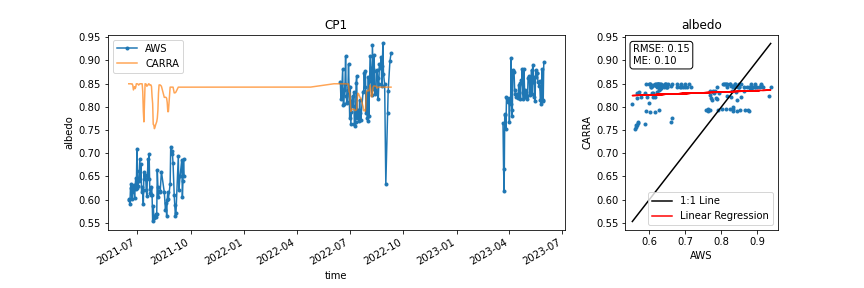 CP1
albedo
0.95
0.90
0.85
0.80
0.75
0.70
0.65
0.60
0.55
AWS
CARRA
2021-07
2021-10
2022-01
2022-04
2022-07
2022-10
2023-01
2023-04
2023-07
time
albedo
CARRA
0.95
0.90
0.85
0.80
0.75
0.70
0.65
0.60
0.55
RMSE: 0.15
ME: 0.10
1:1 Line
Linear Regression
0.6
0.7
0.8
0.9
AWS